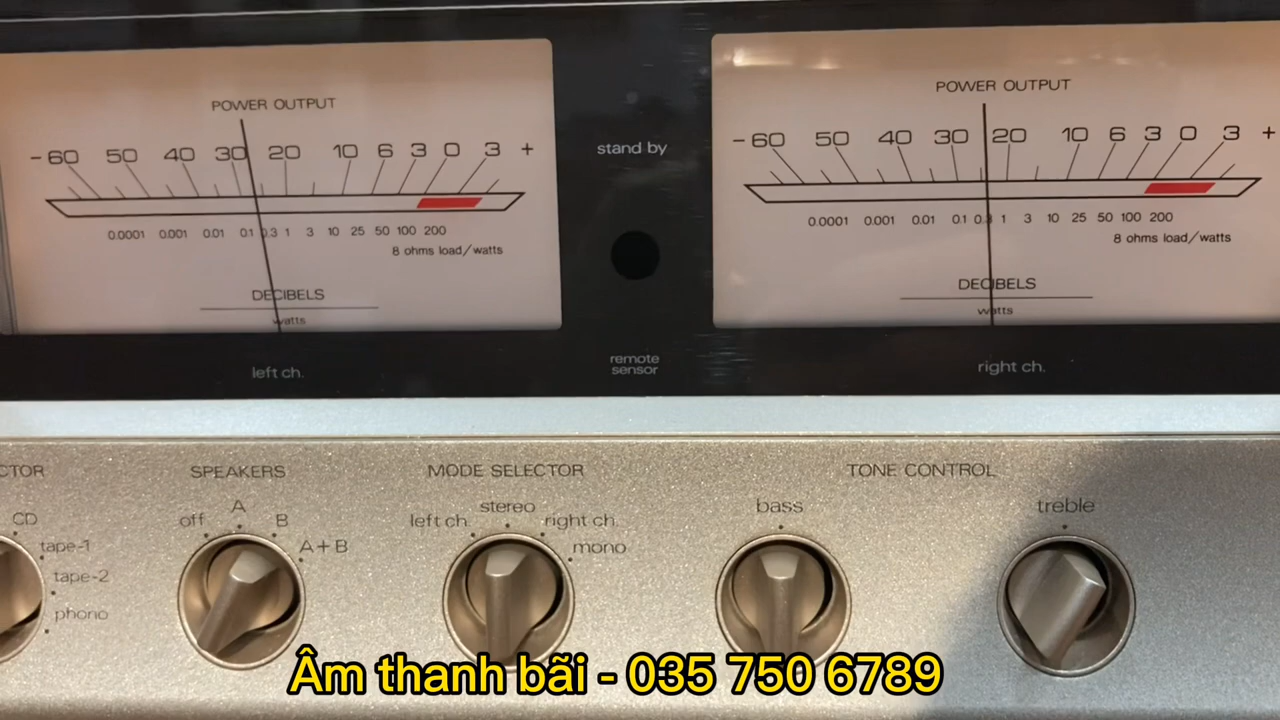 POWER OUTPUT
- 60 50 40 30 20 10 6 3 0 3 +
0.0001 0.001 0.01 0.1 0.3 1 3 10 25 50 100 200
8 ohms load/watts
DECIBELS
watts
left ch.
stand by
remote
sensor
POWER OUTPUT
- 60 50 40 30 20 10 6 3 0 3 +
0.0001 0.001 0.01 0.1 0.3 1 3 10 25 50 100 200
8 ohms load/watts
DECIBELS
watts
right ch.
CTOR
CD
tape-1
tape-2
phono
SPEAKERS
off A B A+B
MODE SELECTOR
left ch. stereo right ch. mono
TONE CONTROL
bass treble
Âm thanh bãi - 035 750 6789